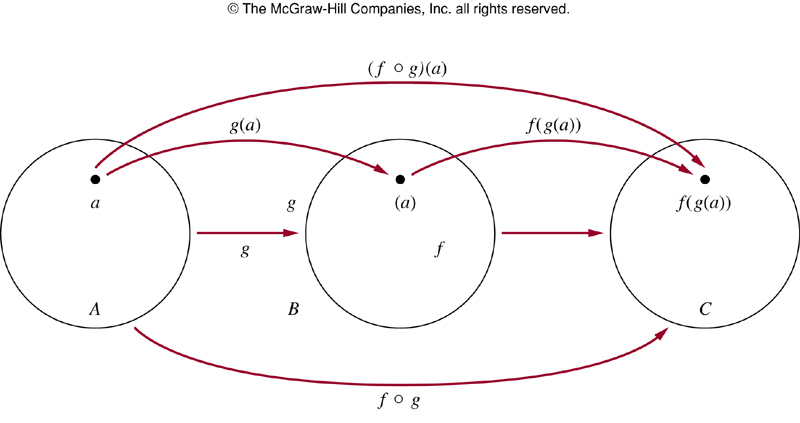 © The McGraw-Hill Companies, Inc. all rights reserved.
(f ○ g)(a)
g(a)
f(g(a))
a
g
(a)
f(g(a))
g
f
A
B
C
f ○ g